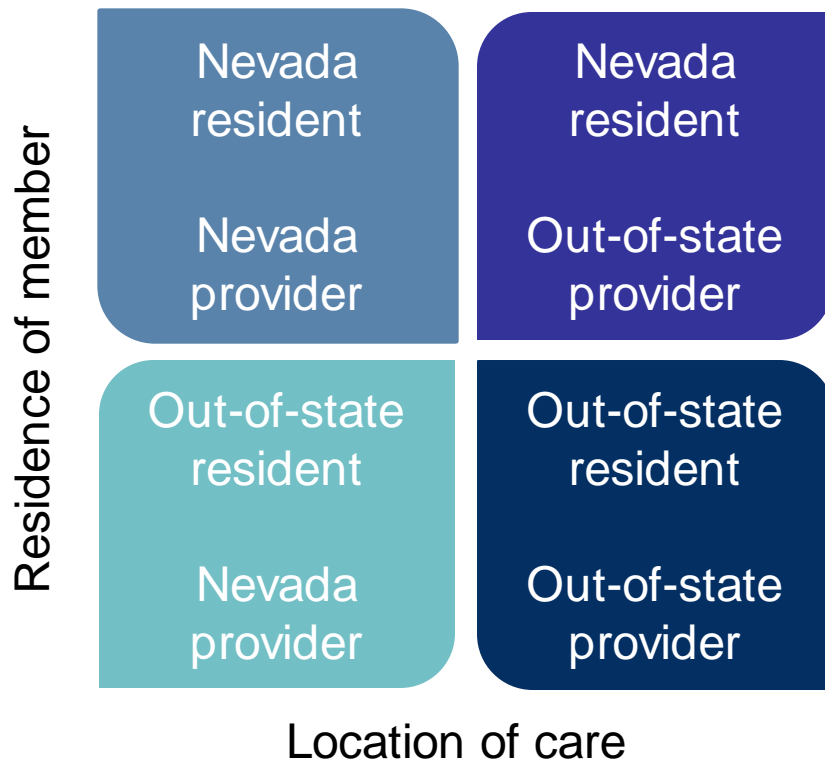 Residence of member
Nevada
resident
Nevada
provider
Nevada
resident
Out-of-state
provider
Out-of-state
resident
Nevada
provider
Out-of-state
resident
Out-of-state
provider
Location of care